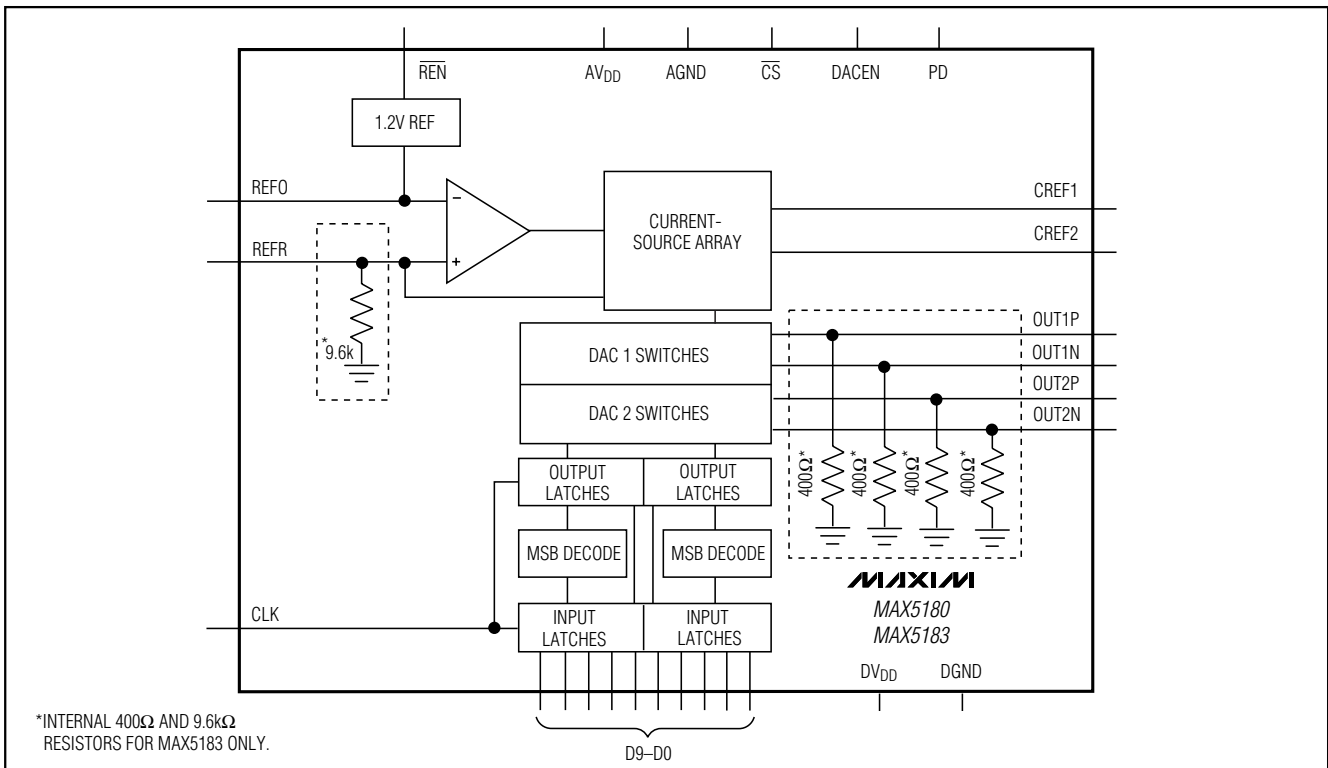 REN
AVDD
AGND
CS
DACEN
PD
1.2V REF
REFO
CREF1
CURRENT-
SOURCE ARRAY
CREF2
REFR
*9.6k
OUT1P
DAC 1 SWITCHES
OUT1N
OUT2P
DAC 2 SWITCHES
OUT2N
400Ω*
400Ω*
400Ω*
400Ω*
OUTPUT
LATCHES
OUTPUT
LATCHES
MSB DECODE
MSB DECODE
MAXIM
MAX5180
MAX5183
CLK
INPUT
LATCHES
INPUT
LATCHES
DVDD
DGND
*INTERNAL 400Ω AND 9.6kΩ
RESISTORS FOR MAX5183 ONLY.
D9–D0
−
+